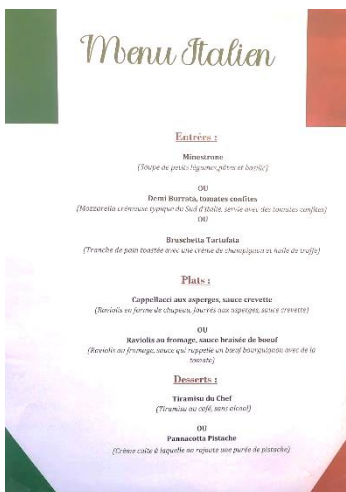 Menu Italien
Entrées :
Minestrone
(Soupe de petits légumes, pâtes et basilic)
OU
Demi Burrata, tomates confites
(Mozzarella crémeuse typique du Sud d'Italie, servie avec des tomates confites)
OU
Bruschetta Tartufata
(Tranche de pain toastée avec une crème de champignon et huile de truffe)
Plats :
Cappellacci aux asperges, sauce crevette
(Raviolis en forme de chapeau, fourrés aux asperges, sauce crevette)
OU
Raviolis au fromage, sauce braisée de boeuf
(Raviolis au fromage, sauce qui rappelle un bœuf bourguignon avec de la
tomate)
Desserts :
Tiramisu du Chef
(Tiramisu au café, sans alcool)
OU
Pannacotta Pistache
(Crème cuite à laquelle on rajoute une purée de pistache)